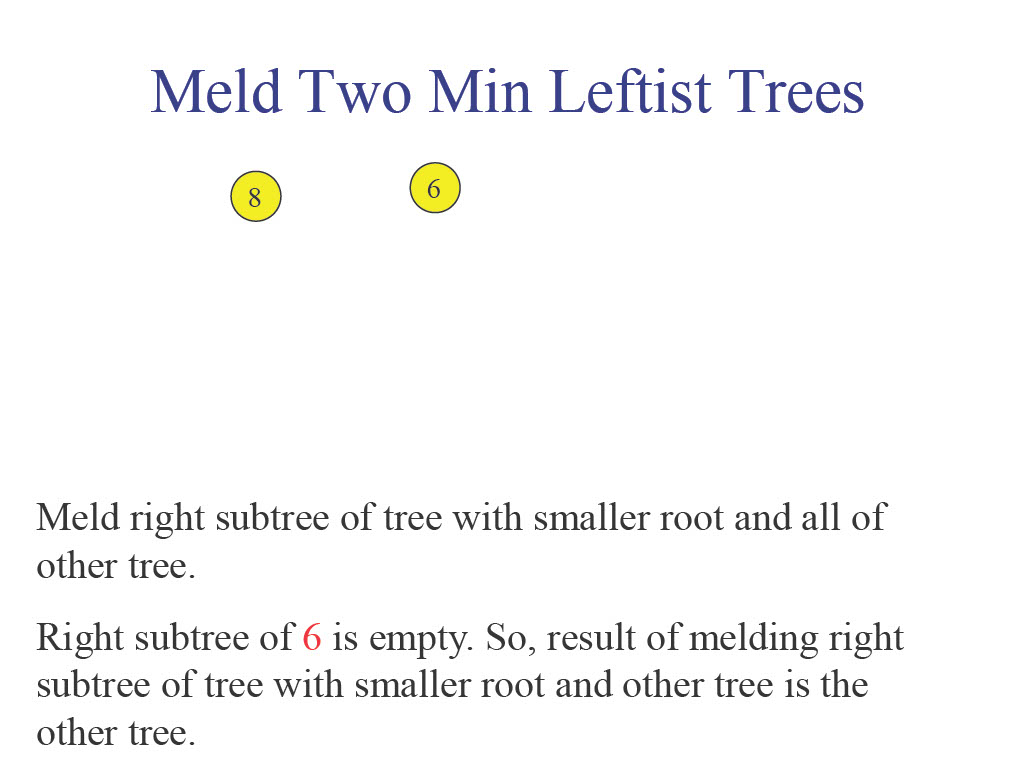 Meld Two Min Leftist Trees
8 6
Meld right subtree of tree with smaller root and all of
other tree.
Right subtree of 6 is empty. So, result of melding right
subtree of tree with smaller root and other tree is the
other tree.